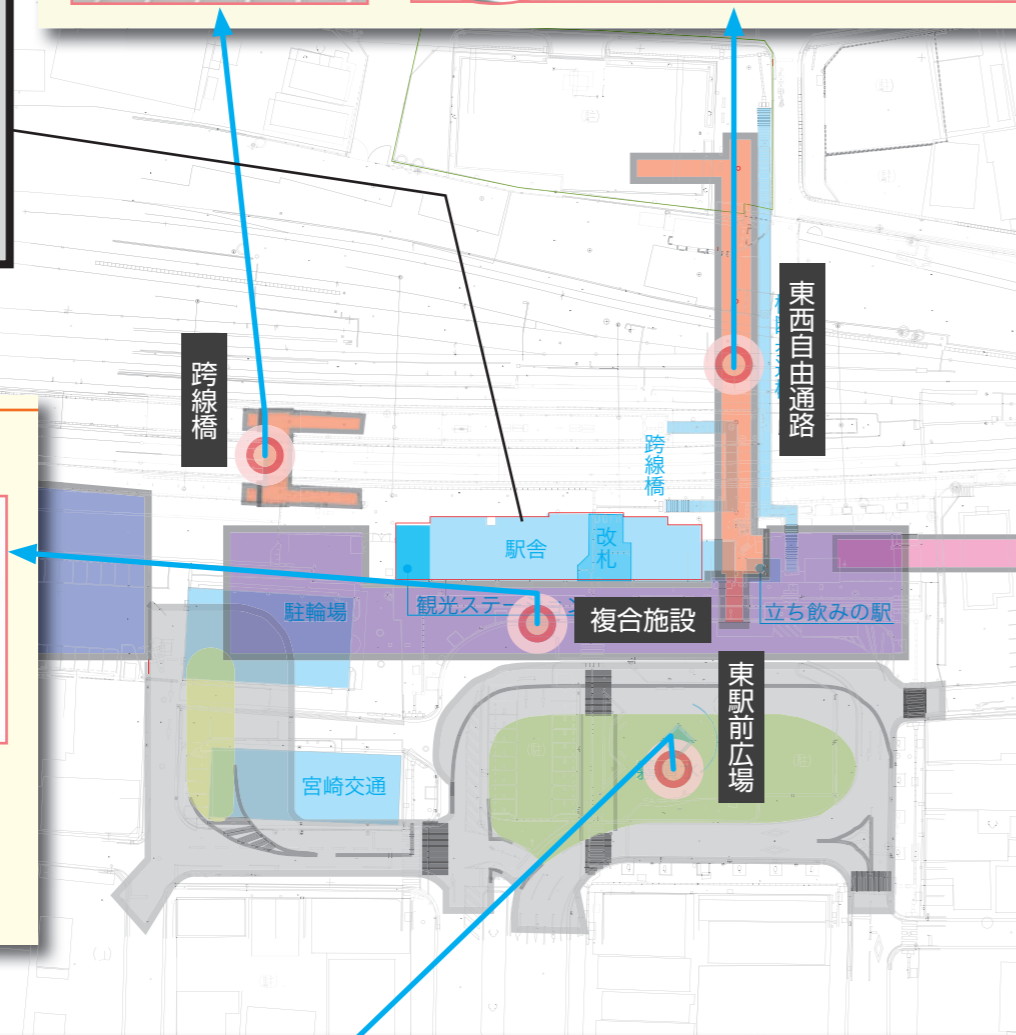 東西自由通路
跨線橋
跨線橋
駅舎
改札
駐輪場
観光ステー
複合施設
立ち飲みの駅
東駅前広場
宮崎交通